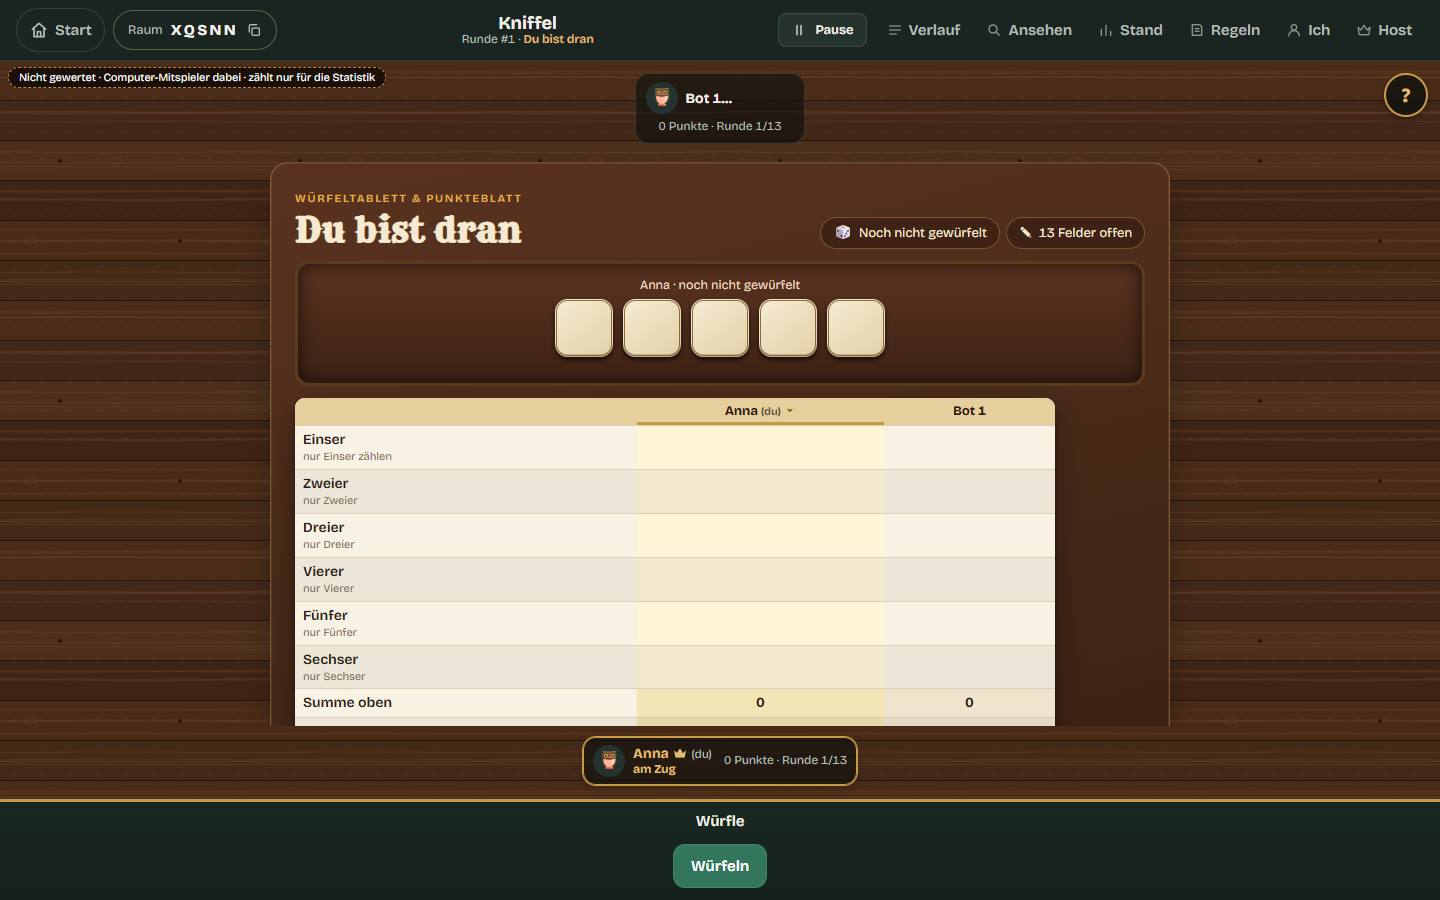 Start
Raum XQSNN
Kniffel
Runde #1 · Du bist dran
Pause
Verlauf
Ansehen
Stand
Regeln
Ich
Host
Nicht gewertet · Computer-Mitspieler dabei · zählt nur für die Statistik
Bot 1...
0 Punkte · Runde 1/13
?
WÜRFELTABLETT & PUNKTEBLATT
Du bist dran
Noch nicht gewürfelt
13 Felder offen
Anna · noch nicht gewürfelt
Anna (du)
Bot 1
Einser
nur Einser zählen
Zweier
nur Zweier
Dreier
nur Dreier
Vierer
nur Vierer
Fünfer
nur Fünfer
Sechser
nur Sechser
Summe oben 0 0
Anna (du)
am Zug
0 Punkte · Runde 1/13
Würfle
Würfeln